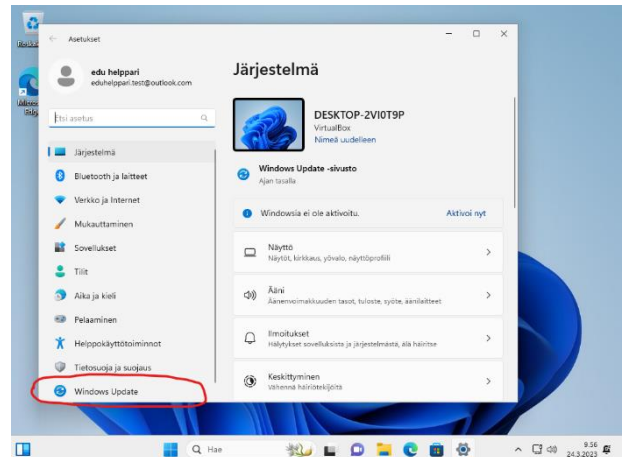 Asetukset
edu helppari
eduhelppari.test@outlook.com
Etsi asetus
Järjestelmä
Bluetooth ja laitteet
Verkko ja Internet
Mukauttaminen
Sovellukset
Tilit
Aika ja kieli
Pelaaminen
Helppokäyttötoiminnot
Tietosuoja ja suojaus
Windows Update
Järjestelmä
DESKTOP-2VI0T9P
VirtualBox
Nimeä uudelleen
Windows Update -sivusto
Ajan tasalla
Windowsia ei ole aktivoitu. Aktivoi nyt
Näyttö
Näytöt, kirkkaus, yövalo, näyttöprofiili
Ääni
Äänenvoimakkuuden tasot, tuloste, syöte, äänilaitteet
Ilmoitukset
Hälytykset sovelluksista ja järjestelmästä, älä häiritse
Keskittyminen
Vähennä häiriötekijöitä
Hae
9.56
24.3.2023